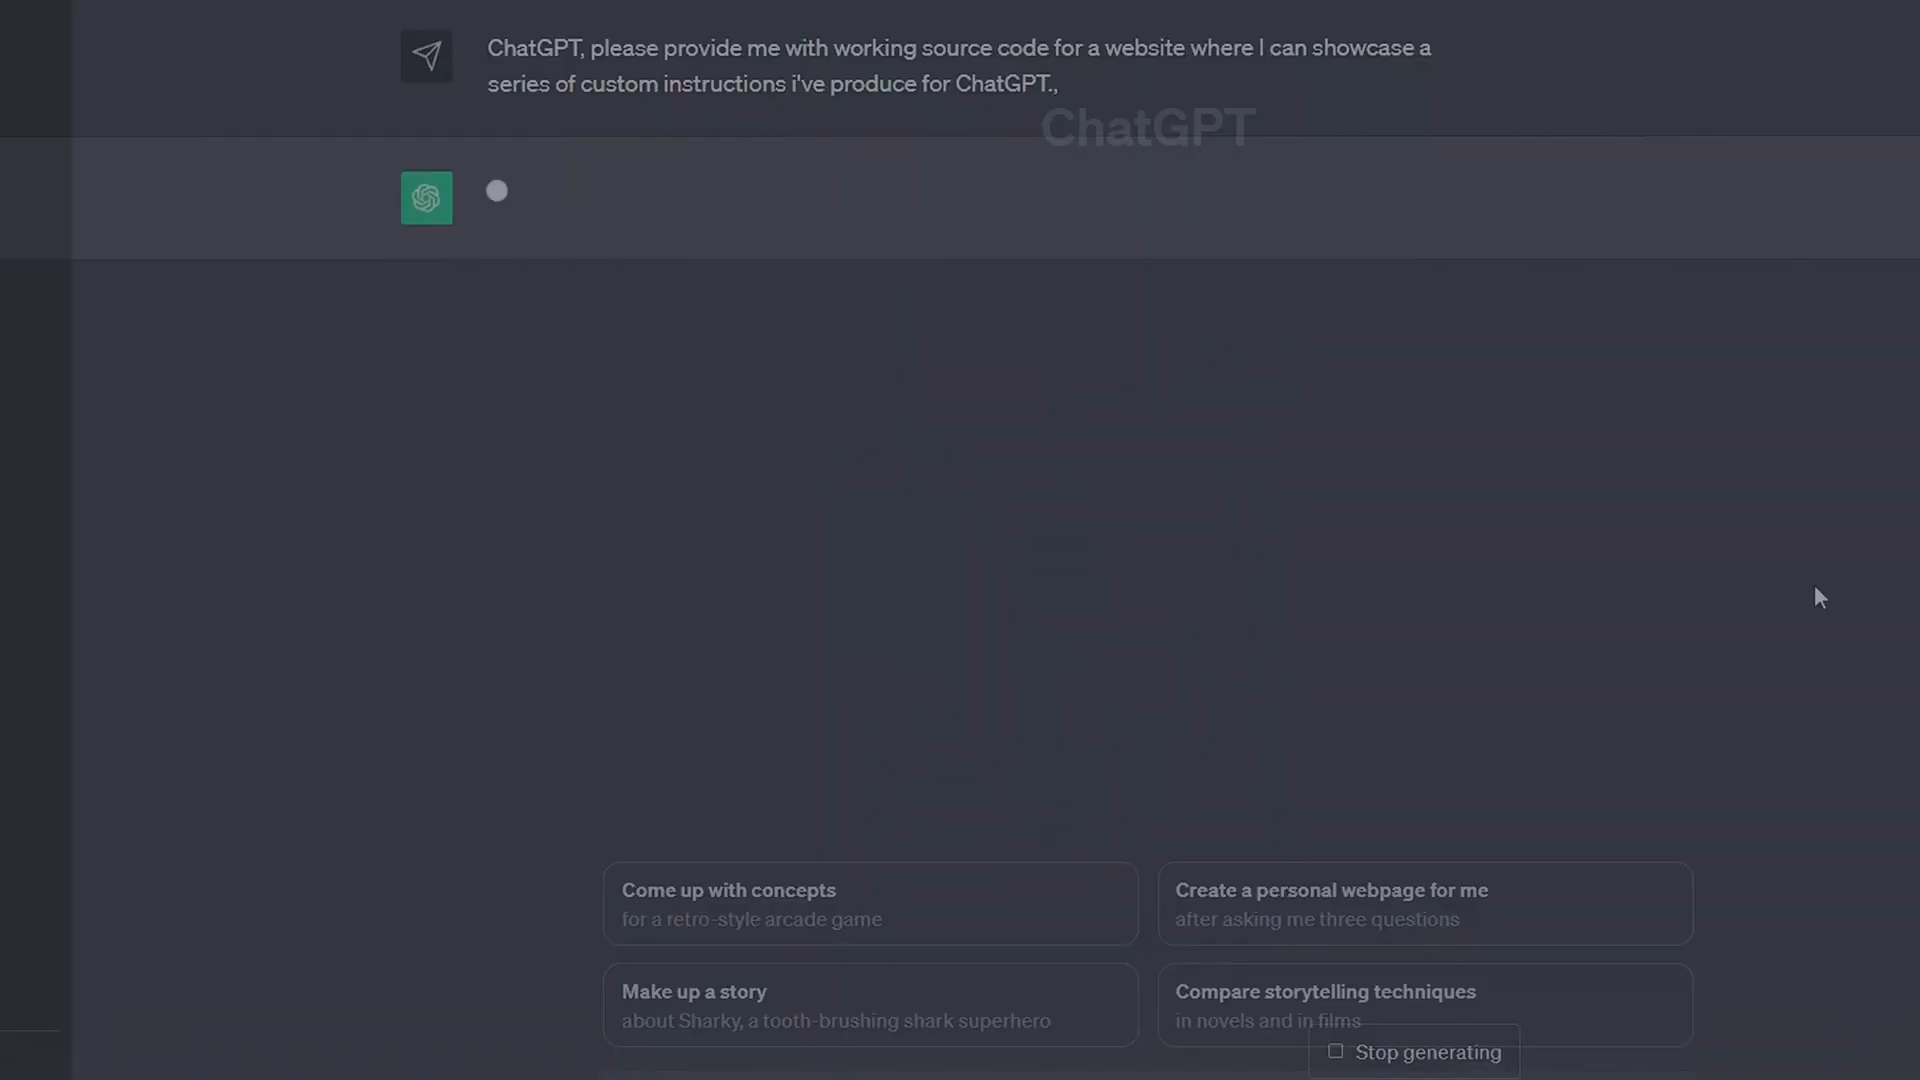 ChatGPT, please provide me with working source code for a website where I can showcase a
series of custom instructions i've produce for ChatGPT.,
ChatGPT
Come up with concepts
for a retro-style arcade game
Create a personal webpage for me
after asking me three questions
Make up a story
about Sharky, a tooth-brushing shark superhero
Compare storytelling techniques
in novels and in films
Stop generating